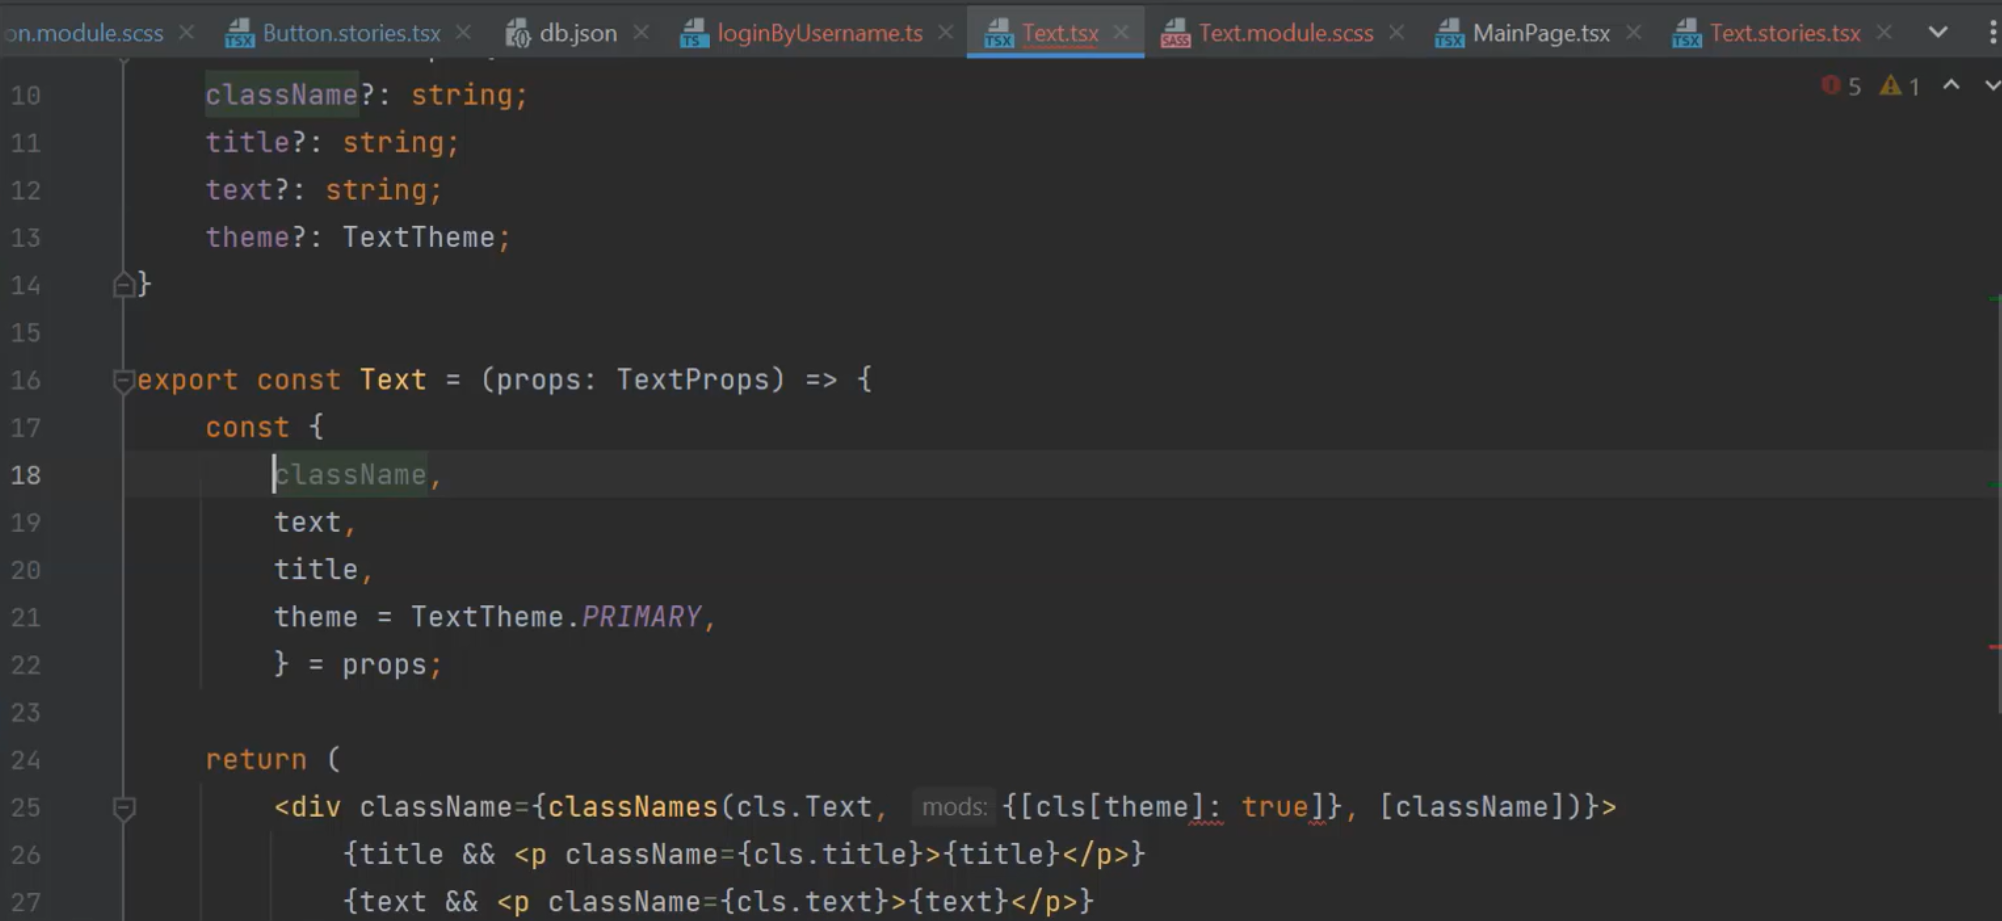 on.module.scss Button.stories.tsx db.json loginByUsername.ts Text.tsx Text.module.scss MainPage.tsx Text.stories.tsx
5 1
10 className?: string;
11 title?: string;
12 text?: string;
13 theme?: TextTheme;
14 }
15
16 export const Text = (props: TextProps) => {
17 const {
18 className,
19 text,
20 title,
21 theme = TextTheme.PRIMARY,
22 } = props;
23
24 return (
25 <div className={classNames(cls.Text, mods: {[cls[theme]: true]}, [className])}>
26 {title && <p className={cls.title}>{title}</p>}
27 {text && <p className={cls.text}>{text}</p>}